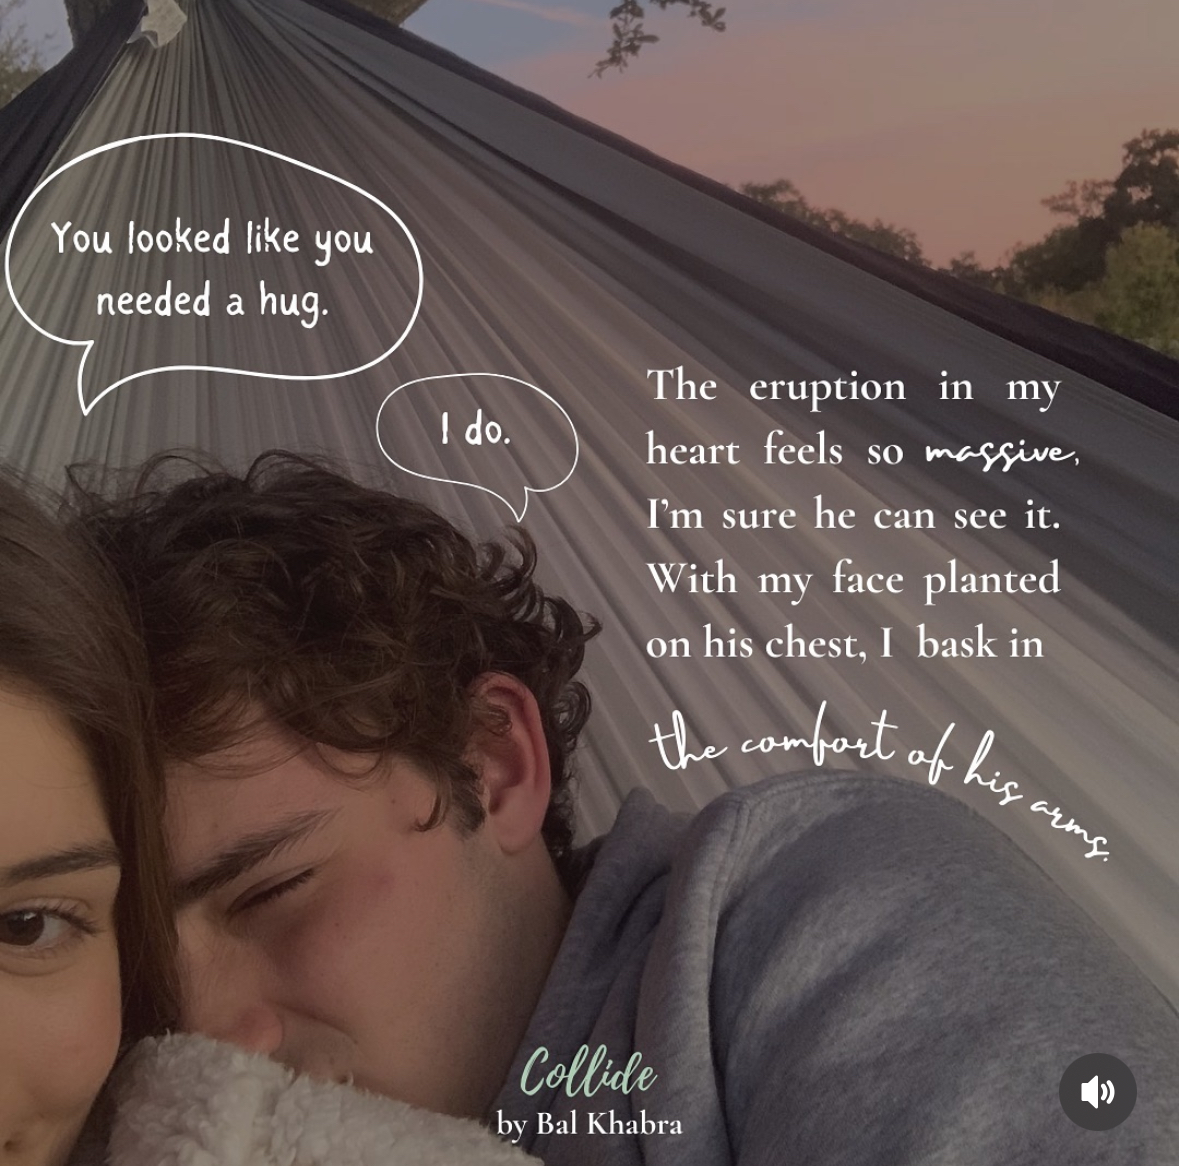 You looked like you
needed a hug.
I do.
The eruption in my
heart feels so massive,
I'm sure he can see it.
With my face planted
on his chest, I bask in
the comfort of his arms.
Collide
by Bal Khabra